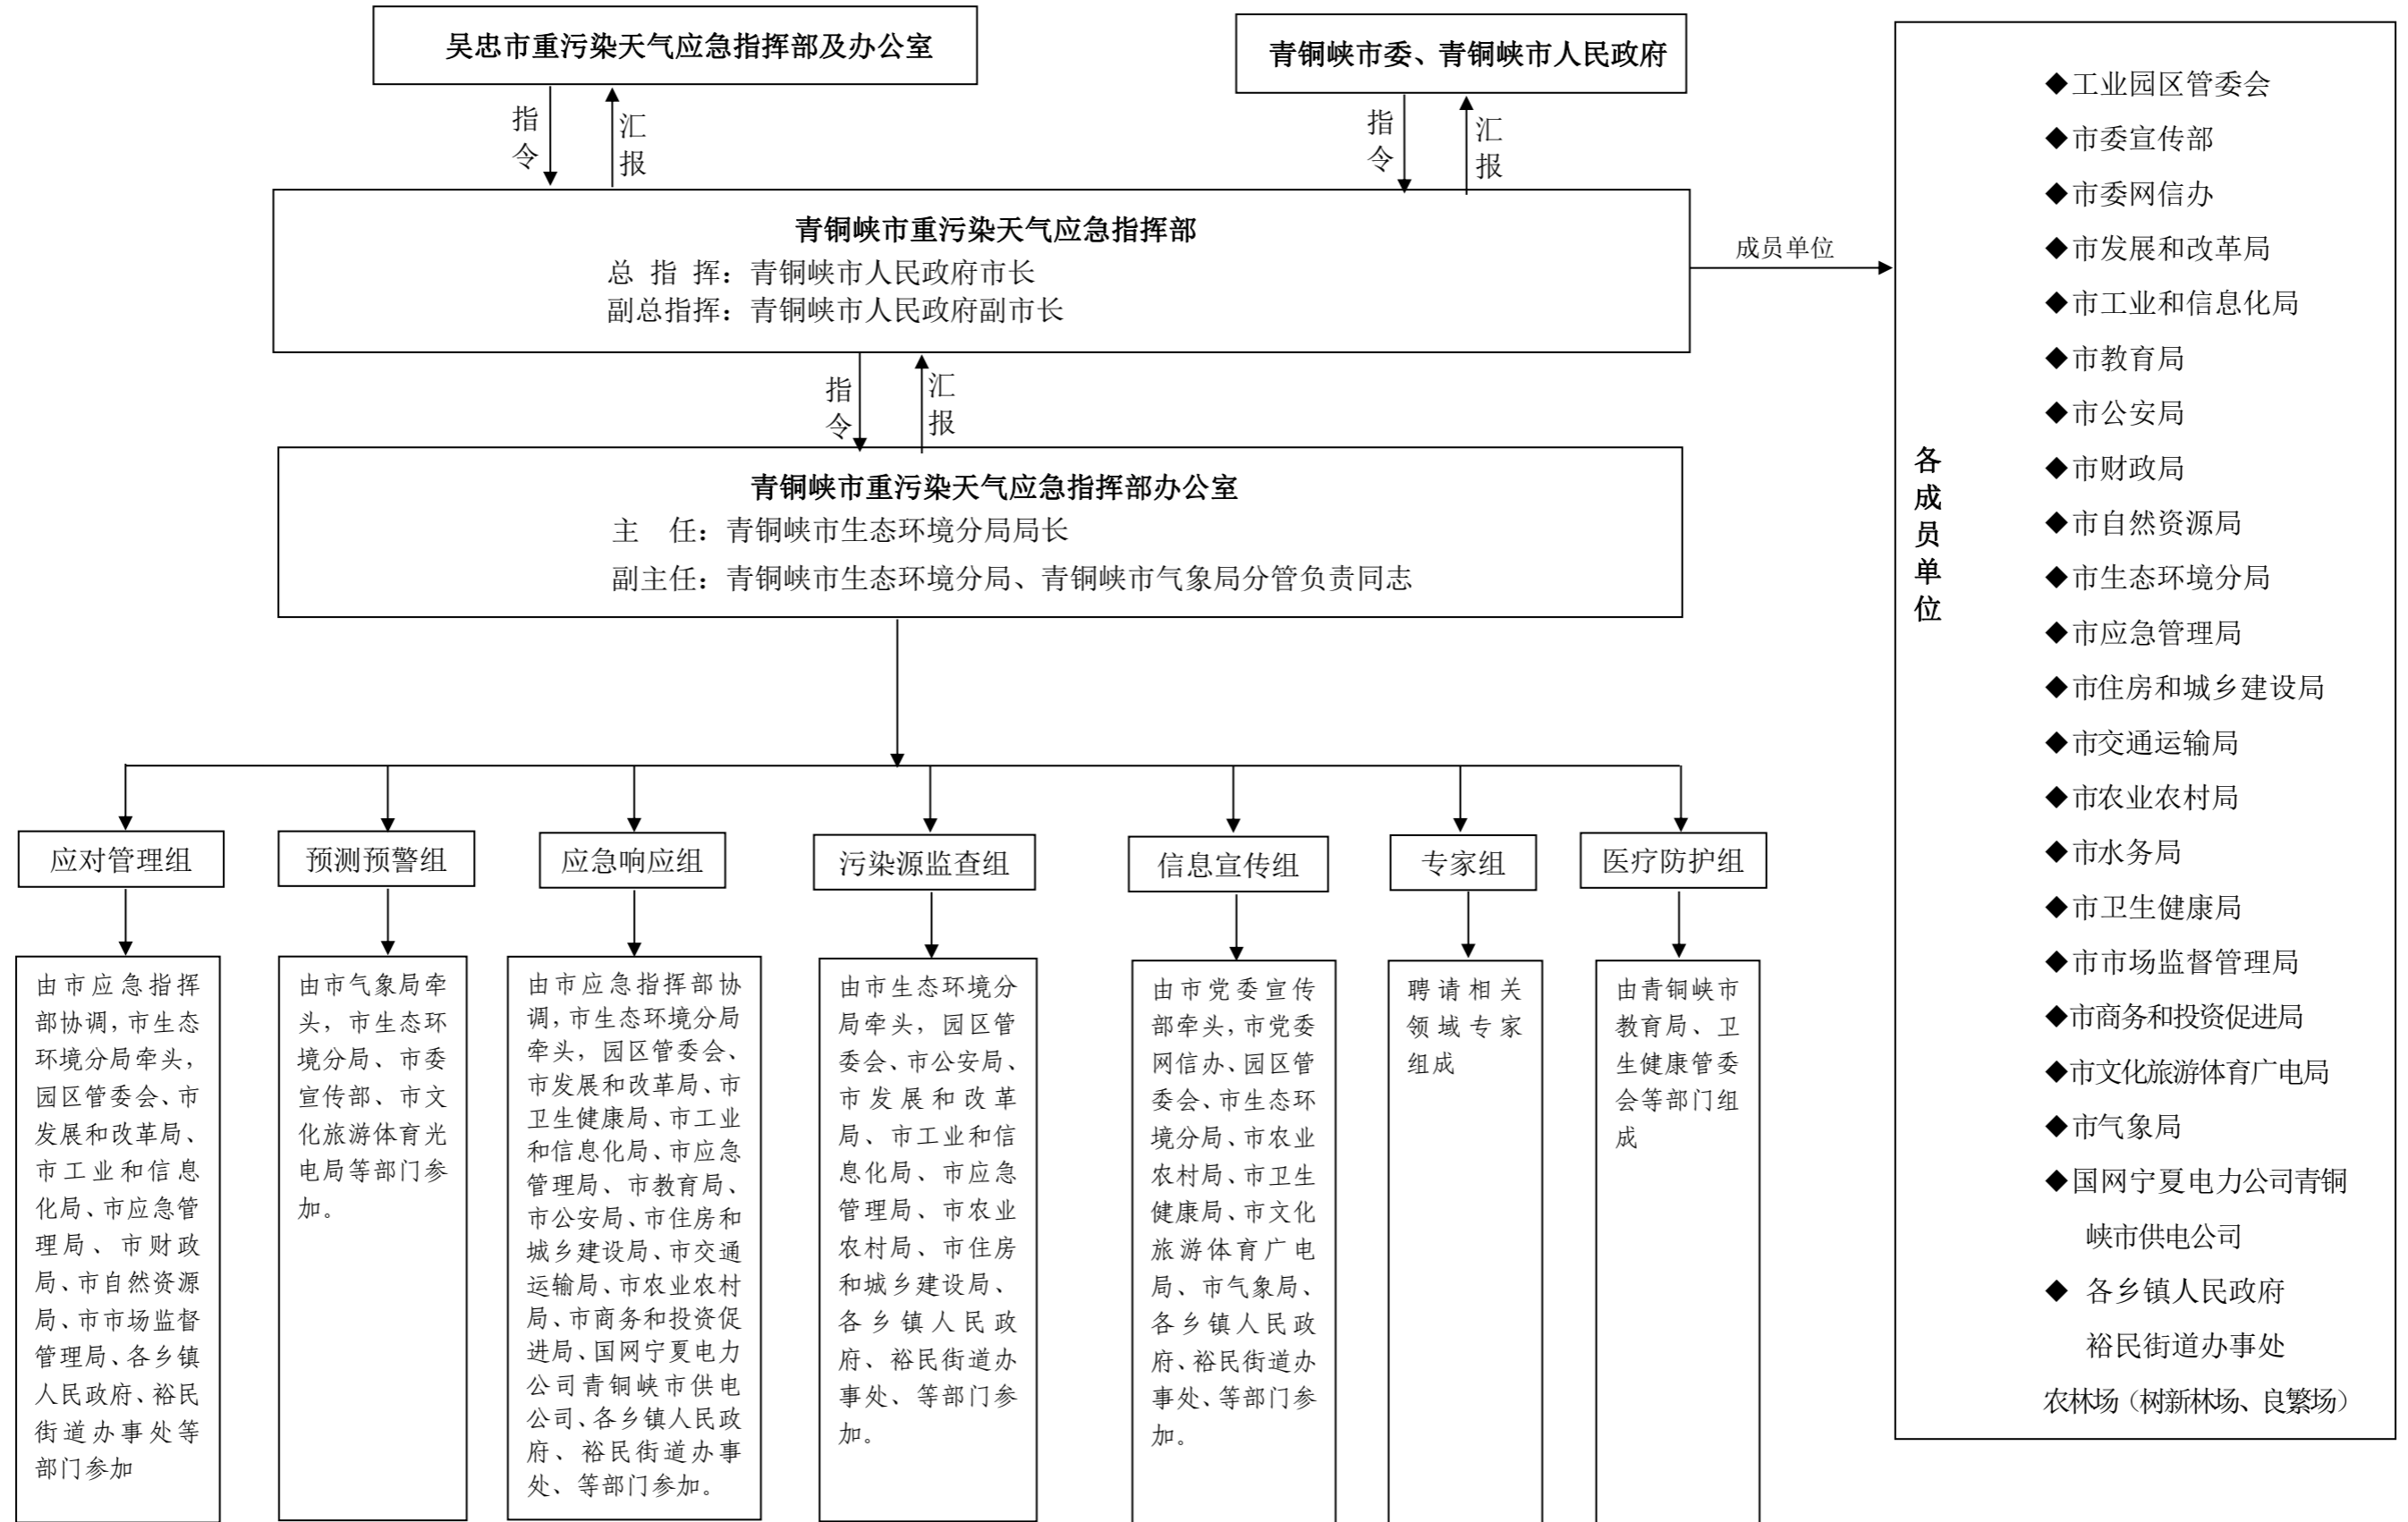 吴忠市重污染天气应急指挥部及办公室
青铜峡市委、青铜峡市人民政府
指
令
汇
报
指
令
汇
报
青铜峡市重污染天气应急指挥部
总 指 挥：青铜峡市人民政府市长
副总指挥：青铜峡市人民政府副市长
成员单位
指
令
汇
报
青铜峡市重污染天气应急指挥部办公室
主 任：青铜峡市生态环境分局局长
副主任：青铜峡市生态环境分局、青铜峡市气象局分管负责同志
应对管理组
预测预警组
应急响应组
污染源监查组
信息宣传组
专家组
医疗防护组
由市应急指挥
部协调，市生态
环境分局牵头，
园区管委会、市
发展和改革局、
市工业和信息
化局、市应急管
理局、市财政
局、市自然资源
局、市市场监督
管理局、各乡镇
人民政府、裕民
街道办事处等
部门参加
由市气象局牵
头，市生态环
境分局、市委
宣传部、市文
化旅游体育光
电局等部门参
加。
由市应急指挥部协
调，市生态环境分局
牵头，园区管委会、
市发展和改革局、市
卫生健康局、市工业
和信息化局、市应急
管理局、市教育局、
市公安局、市住房和
城乡建设局、市交通
运输局、市农业农村
局、市商务和投资促
进局、国网宁夏电力
公司青铜峡市供电
公司、各乡镇人民政
府、裕民街道办事
处、等部门参加。
由市生态环境分
局牵头，园区管
委会、市公安局、
市发展和改革
局、市工业和信
息化局、市应急
管理局、市农业
农村局、市住房
和城乡建设局、
各乡镇人民政
府、裕民街道办
事处、等部门参
加。
由市党委宣传
部牵头，市党委
网信办、园区管
委会、市生态环
境分局、市农业
农村局、市卫生
健康局、市文化
旅游体育广电
局、市气象局、
各乡镇人民政
府、裕民街道办
事处、等部门参
加。
聘请相关
领域专家
组成
由青铜峡市
教育局、卫
生健康管委
会等部门组
成
各
成
员
单
位
◆工业园区管委会
◆市委宣传部
◆市委网信办
◆市发展和改革局
◆市工业和信息化局
◆市教育局
◆市公安局
◆市财政局
◆市自然资源局
◆市生态环境分局
◆市应急管理局
◆市住房和城乡建设局
◆市交通运输局
◆市农业农村局
◆市水务局
◆市卫生健康局
◆市市场监督管理局
◆市商务和投资促进局
◆市文化旅游体育广电局
◆市气象局
◆国网宁夏电力公司青铜
峡市供电公司
◆ 各乡镇人民政府
裕民街道办事处
农林场（树新林场、良繁场）